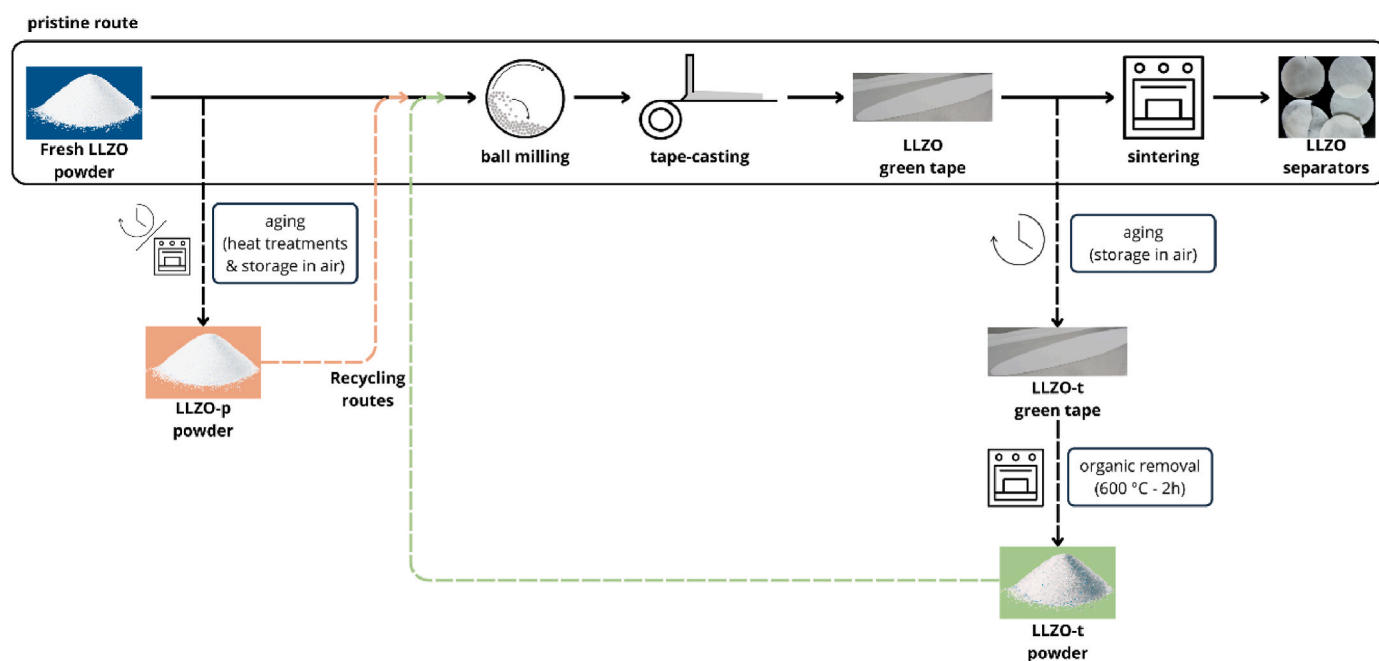 pristine route
Fresh LLZO
powder
ball milling
tape-casting
LLZO
green tape
sintering
LLZO
separators
aging
(heat treatments
& storage in air)
aging
(storage in air)
LLZO-p
powder
Recycling
routes
LLZO-t
green tape
organic removal
(600 °C - 2h)
LLZO-t
powder